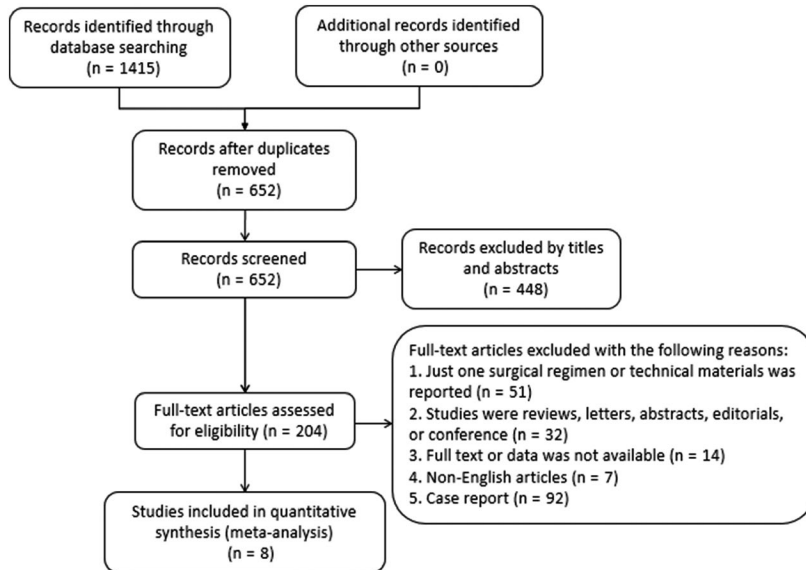 Records identified through
database searching
(n = 1415)
Additional records identified
through other sources
(n = 0)
Records after duplicates
removed
(n = 652)
Records screened
(n = 652)
Records excluded by titles
and abstracts
(n = 448)
Full-text articles assessed
for eligibility (n = 204)
Full-text articles excluded with the following reasons:
1. Just one surgical regimen or technical materials was
reported (n = 51)
2. Studies were reviews, letters, abstracts, editorials,
or conference (n = 32)
3. Full text or data was not available (n = 14)
4. Non-English articles (n = 7)
5. Case report (n = 92)
Studies included in quantitative
synthesis (meta-analysis)
(n = 8)